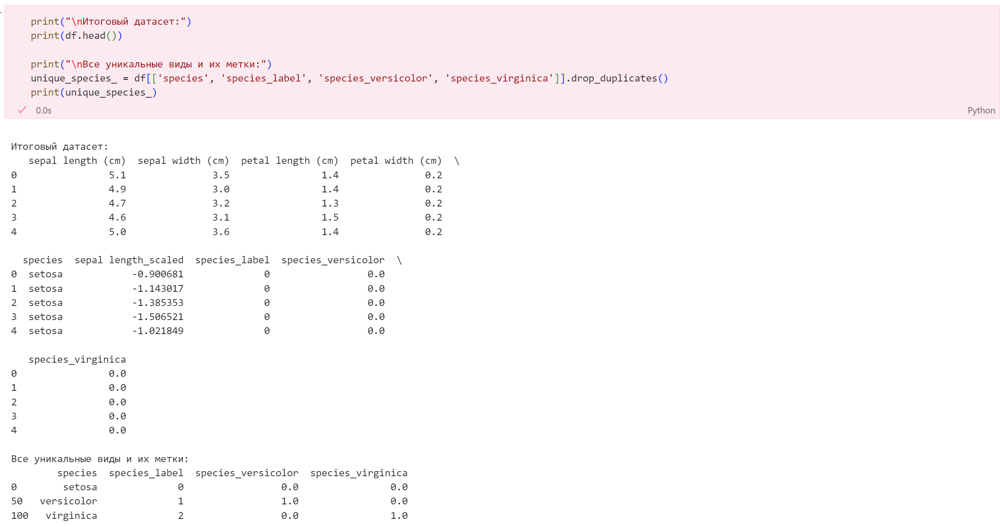 print("\nИтоговый датасет:")
print(df.head())
print("\nВсе уникальные виды и их метки:")
unique_species_ = df[['species', 'species_label', 'species_versicolor', 'species_virginica']].drop_duplicates()
print(unique_species_)
0.0s
Python
Итоговый датасет:
   sepal length (cm)  sepal width (cm)  petal length (cm)  petal width (cm)  \
0                5.1               3.5                1.4               0.2
1                4.9               3.0                1.4               0.2
2                4.7               3.2                1.3               0.2
3                4.6               3.1                1.5               0.2
4                5.0               3.6                1.4               0.2
  species  sepal length_scaled  species_label  species_versicolor  \
0  setosa            -0.900681              0                 0.0
1  setosa            -1.143017              0                 0.0
2  setosa            -1.385353              0                 0.0
3  setosa            -1.506521              0                 0.0
4  setosa            -1.021849              0                 0.0
   species_virginica
0                0.0
1                0.0
2                0.0
3                0.0
4                0.0
Все уникальные виды и их метки:
        species  species_label  species_versicolor  species_virginica
0        setosa              0                 0.0                0.0
50   versicolor              1                 1.0                0.0
100   virginica              2                 0.0                1.0